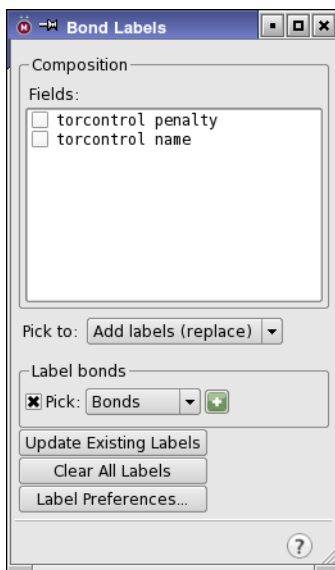 Bond Labels
Composition
Fields:
torcontrol penalty
torcontrol name
Pick to: Add labels (replace)
Label bonds
Pick: Bonds
Update Existing Labels
Clear All Labels
Label Preferences...
?